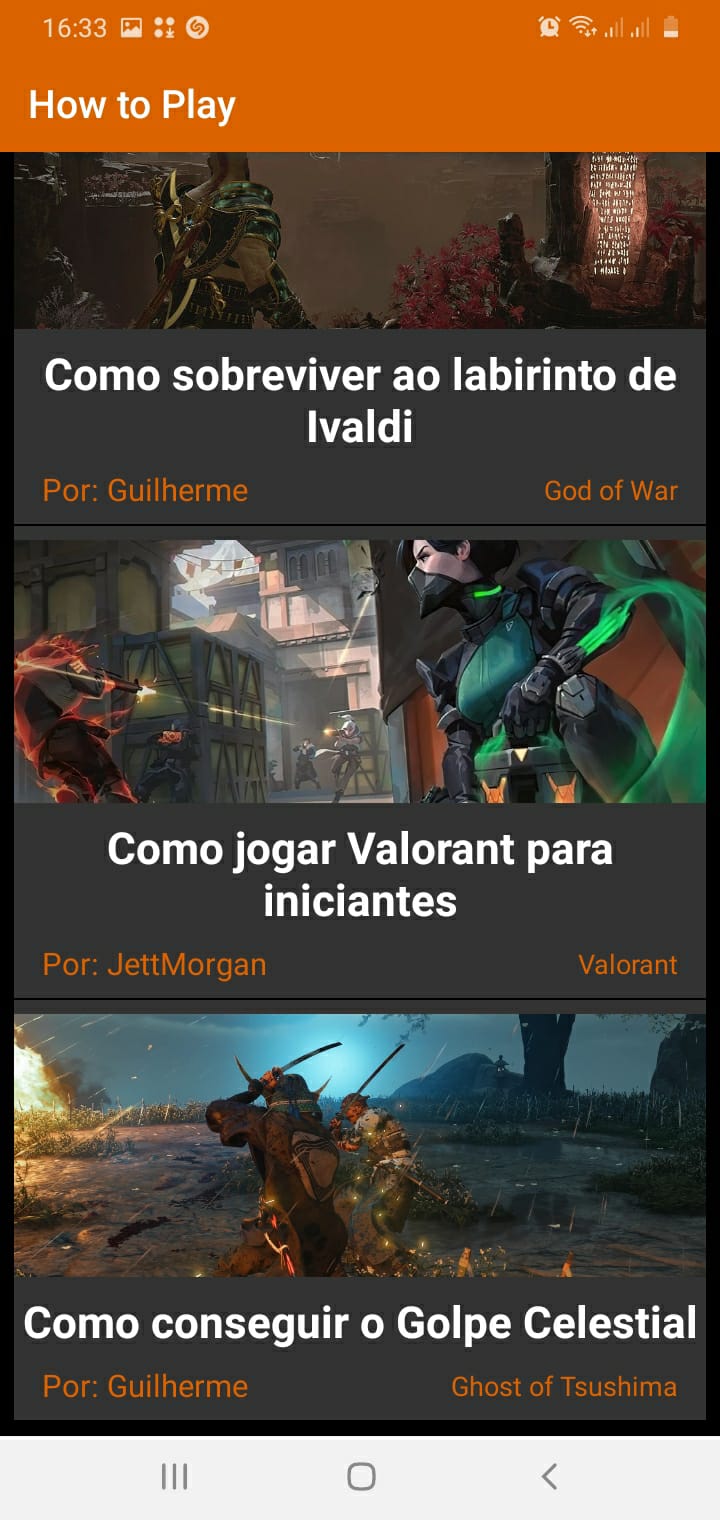 16:33
How to Play
Como sobreviver ao labirinto de
Ivaldi
Por: Guilherme
God of War
Como jogar Valorant para
iniciantes
Por: JettMorgan
Valorant
Como conseguir o Golpe Celestial
Por: Guilherme
Ghost of Tsushima